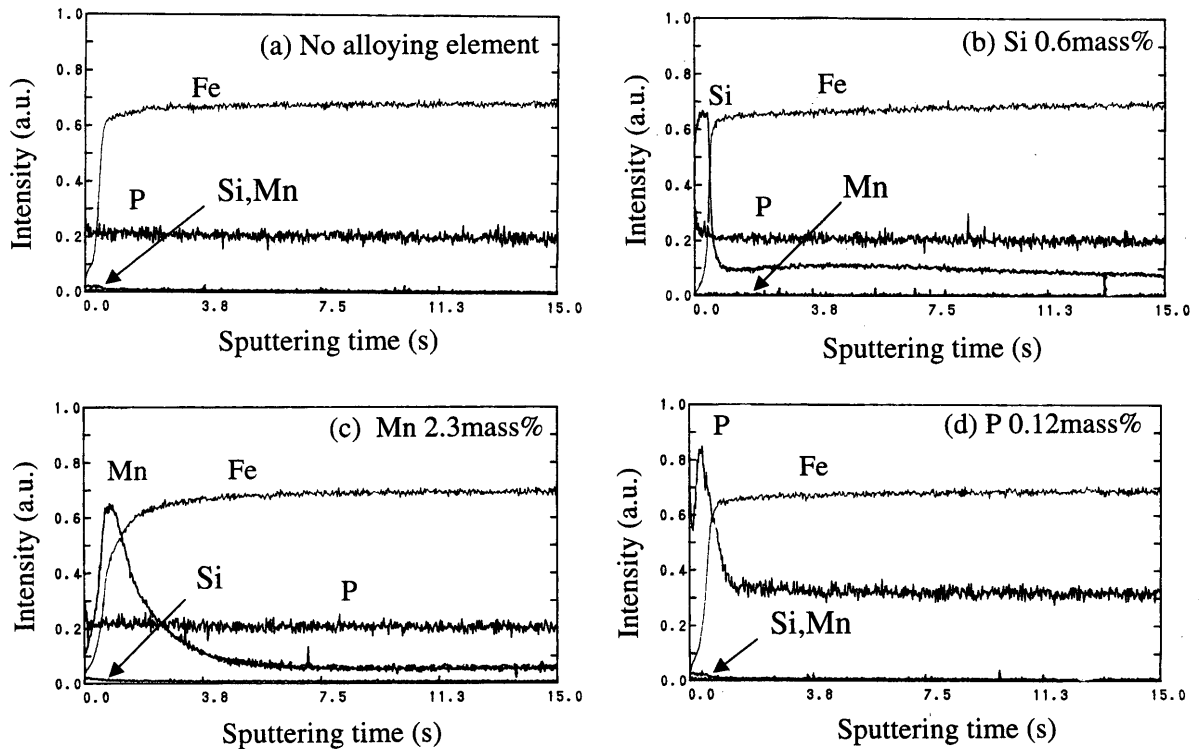 (a) No alloying element
Intensity (a.u.)
1.0
0.8
0.6
0.4
0.2
0.0
Fe
P
Si,Mn
0.0 3.8 7.5 11.3 15.0
Sputtering time (s)
(b) Si 0.6mass%
Intensity (a.u.)
1.0
0.8
0.6
0.4
0.2
0.0
Si
Fe
P
Mn
0.0 3.8 7.5 11.3 15.0
Sputtering time (s)
(c) Mn 2.3mass%
Intensity (a.u.)
1.0
0.8
0.6
0.4
0.2
0.0
Mn
Fe
Si
P
0.0 3.8 7.5 11.3 15.0
Sputtering time (s)
(d) P 0.12mass%
Intensity (a.u.)
1.0
0.8
0.6
0.4
0.2
0.0
P
Fe
Si,Mn
0.0 3.8 7.5 11.3 15.0
Sputtering time (s)